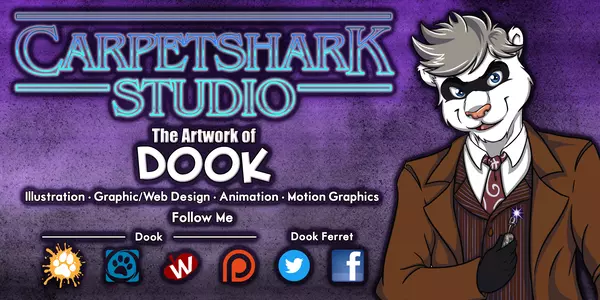 CARPETSHARK
STUDIO
The Artwork of
DOOK
Illustration · Graphic/Web Design · Animation · Motion Graphics
Follow Me
Dook Dook Ferret
W
f